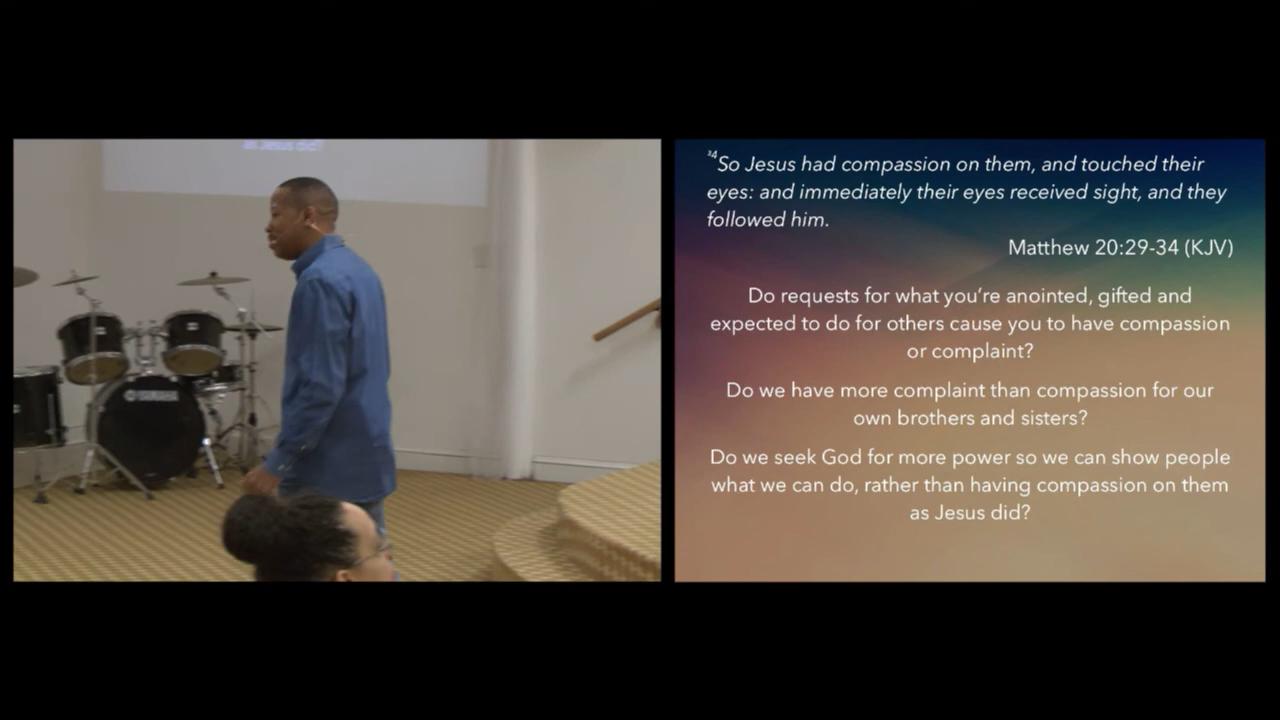 as Jesus did?
YAMAHA
³⁴So Jesus had compassion on them, and touched their
eyes: and immediately their eyes received sight, and they
followed him.
Matthew 20:29-34 (KJV)
Do requests for what you’re anointed, gifted and
expected to do for others cause you to have compassion
or complaint?
Do we have more complaint than compassion for our
own brothers and sisters?
Do we seek God for more power so we can show people
what we can do, rather than having compassion on them
as Jesus did?